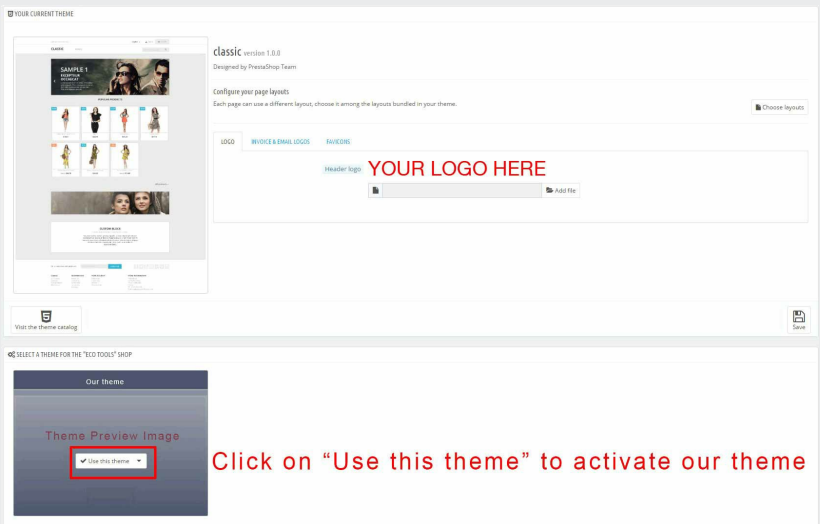 YOUR CURRENT THEME
CLASSIC
SAMPLE 1
EXCEPTEUR
OCCAECAT
classic version 1.0.0
Designed by PrestaShop Team
Configure your page layouts
Each page can use a different layout, choose it among the layouts bundled in your theme.
Choose layouts
LOGO
INVOICE & EMAIL LOGOS
FAVICONS
Header logo
YOUR LOGO HERE
Add file
CUSTOM BLOCK
Visit the theme catalog
Save
SELECT A THEME FOR THE "ECO TOOLS" SHOP
Our theme
Theme Preview Image
Use this theme
Click on “Use this theme” to activate our theme